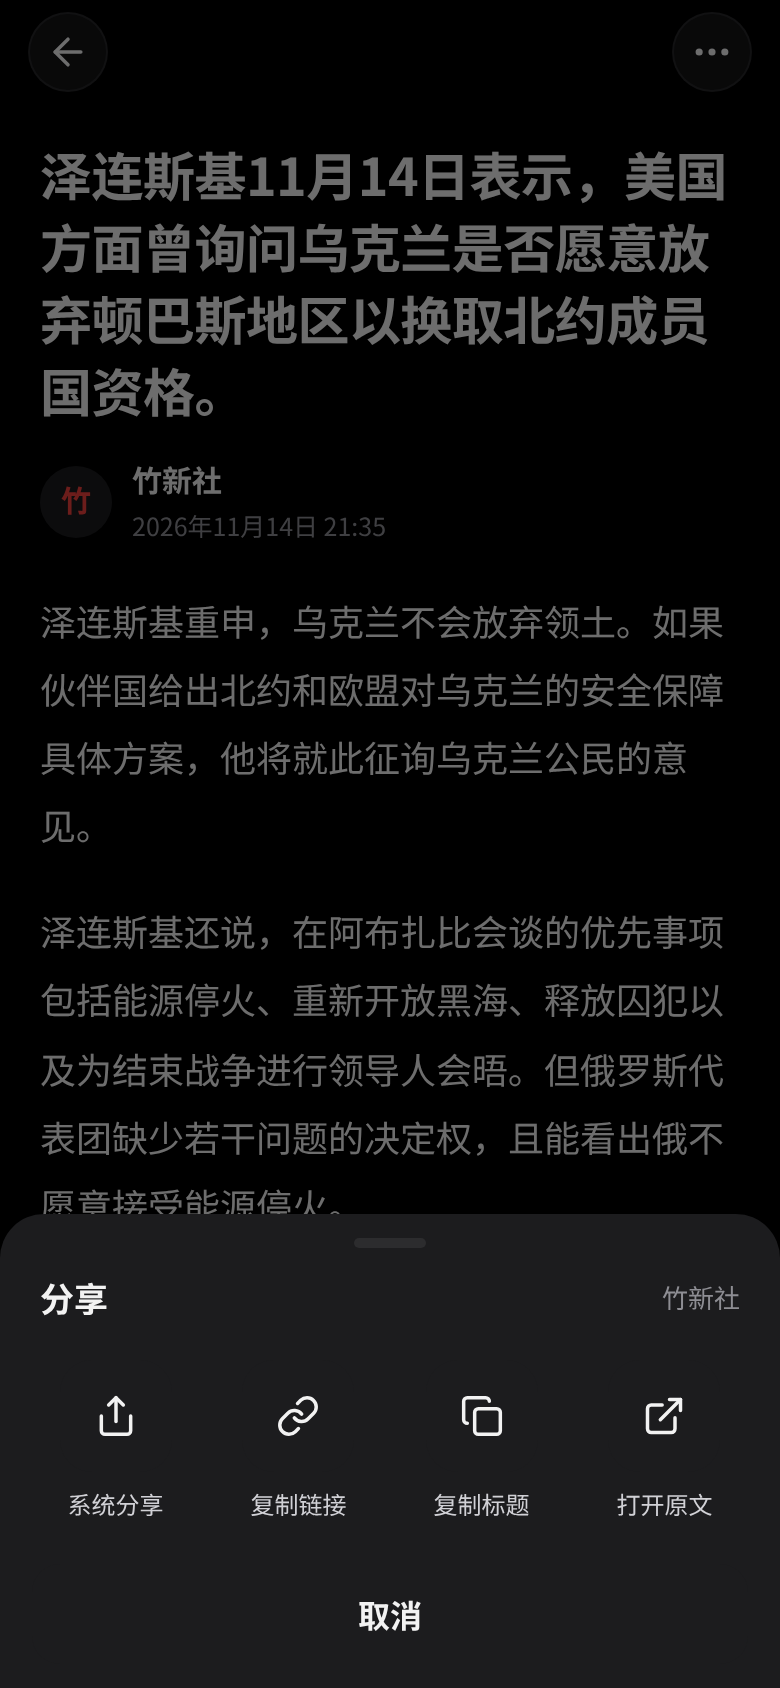 泽连斯基11月14日表示，美国
方面曾询问乌克兰是否愿意放
弃顿巴斯地区以换取北约成员
国资格。
竹
竹新社
2026年11月14日 21:35
泽连斯基重申，乌克兰不会放弃领土。如果
伙伴国给出北约和欧盟对乌克兰的安全保障
具体方案，他将就此征询乌克兰公民的意
见。
泽连斯基还说，在阿布扎比会谈的优先事项
包括能源停火、重新开放黑海、释放囚犯以
及为结束战争进行领导人会晤。但俄罗斯代
表团缺少若干问题的决定权，且能看出俄不
愿意接受能源停火。
分享
竹新社
系统分享
复制链接
复制标题
打开原文
取消